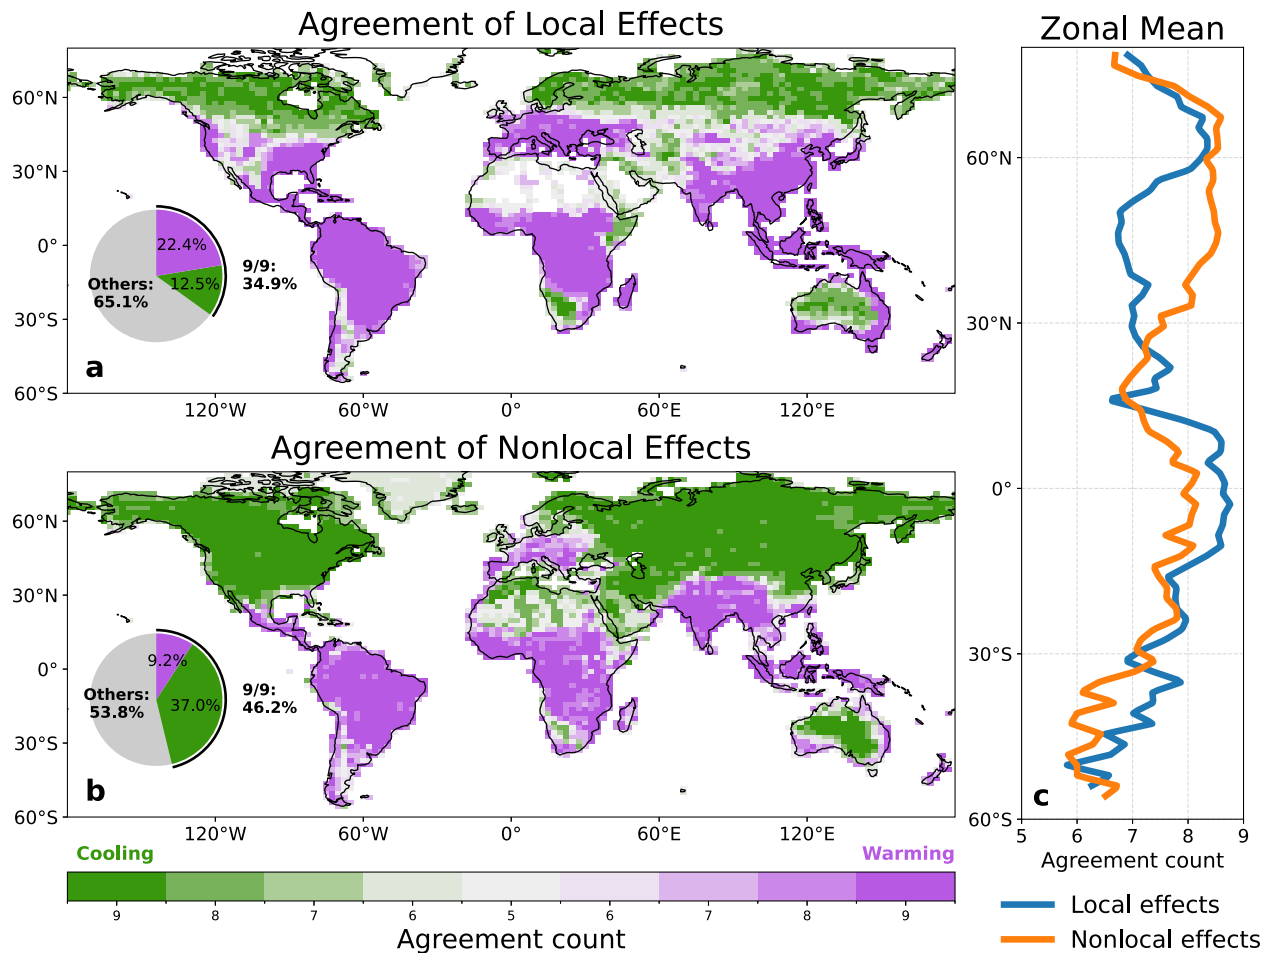 Agreement of Local Effects
60°N
30°N
0°
30°S
60°S
120°W
60°W
0°
60°E
120°E
22.4%
12.5%
Others:
65.1%
9/9:
34.9%
a
Agreement of Nonlocal Effects
60°N
30°N
0°
30°S
60°S
120°W
60°W
0°
60°E
120°E
9.2%
37.0%
Others:
53.8%
9/9:
46.2%
b
Cooling
Warming
9 8 7 6 5 6 7 8 9
Agreement count
Zonal Mean
60°N
30°N
0°
30°S
60°S
c
5 6 7 8 9
Agreement count
Local effects
Nonlocal effects